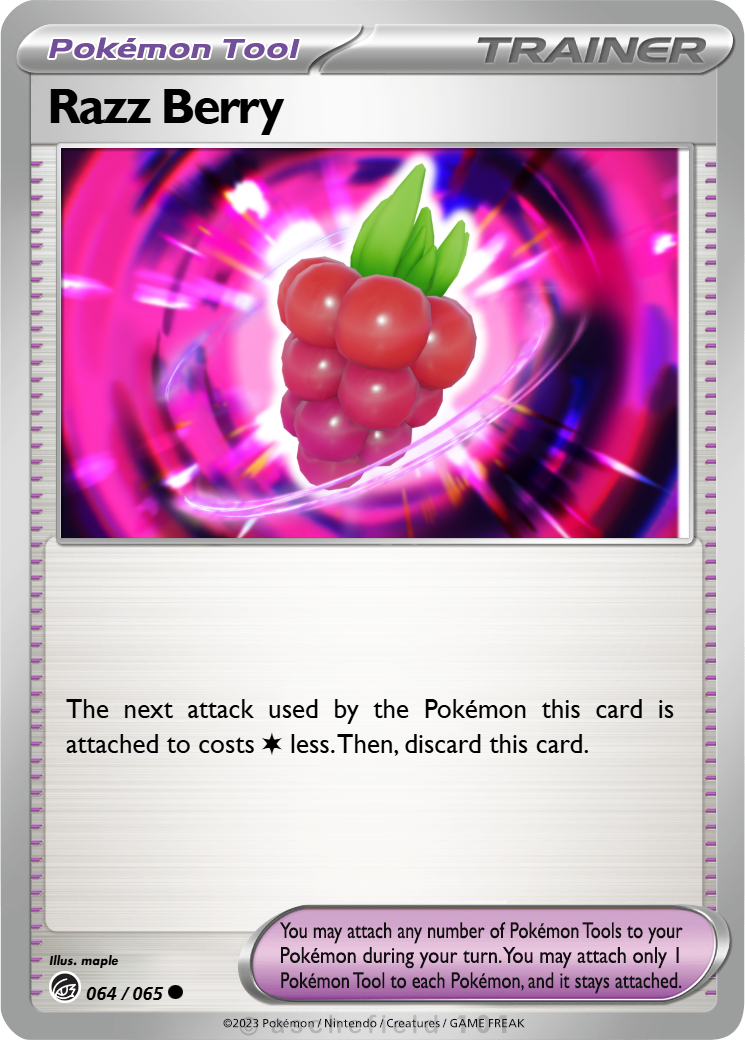 Pokémon Tool
TRAINER
Razz Berry
The next attack used by the Pokémon this card is
attached to costs ✶ less. Then, discard this card.
You may attach any number of Pokémon Tools to your
Pokémon during your turn. You may attach only 1
Pokémon Tool to each Pokémon, and it stays attached.
Illus. maple
064 / 065
©2023 Pokémon / Nintendo / Creatures / GAME FREAK